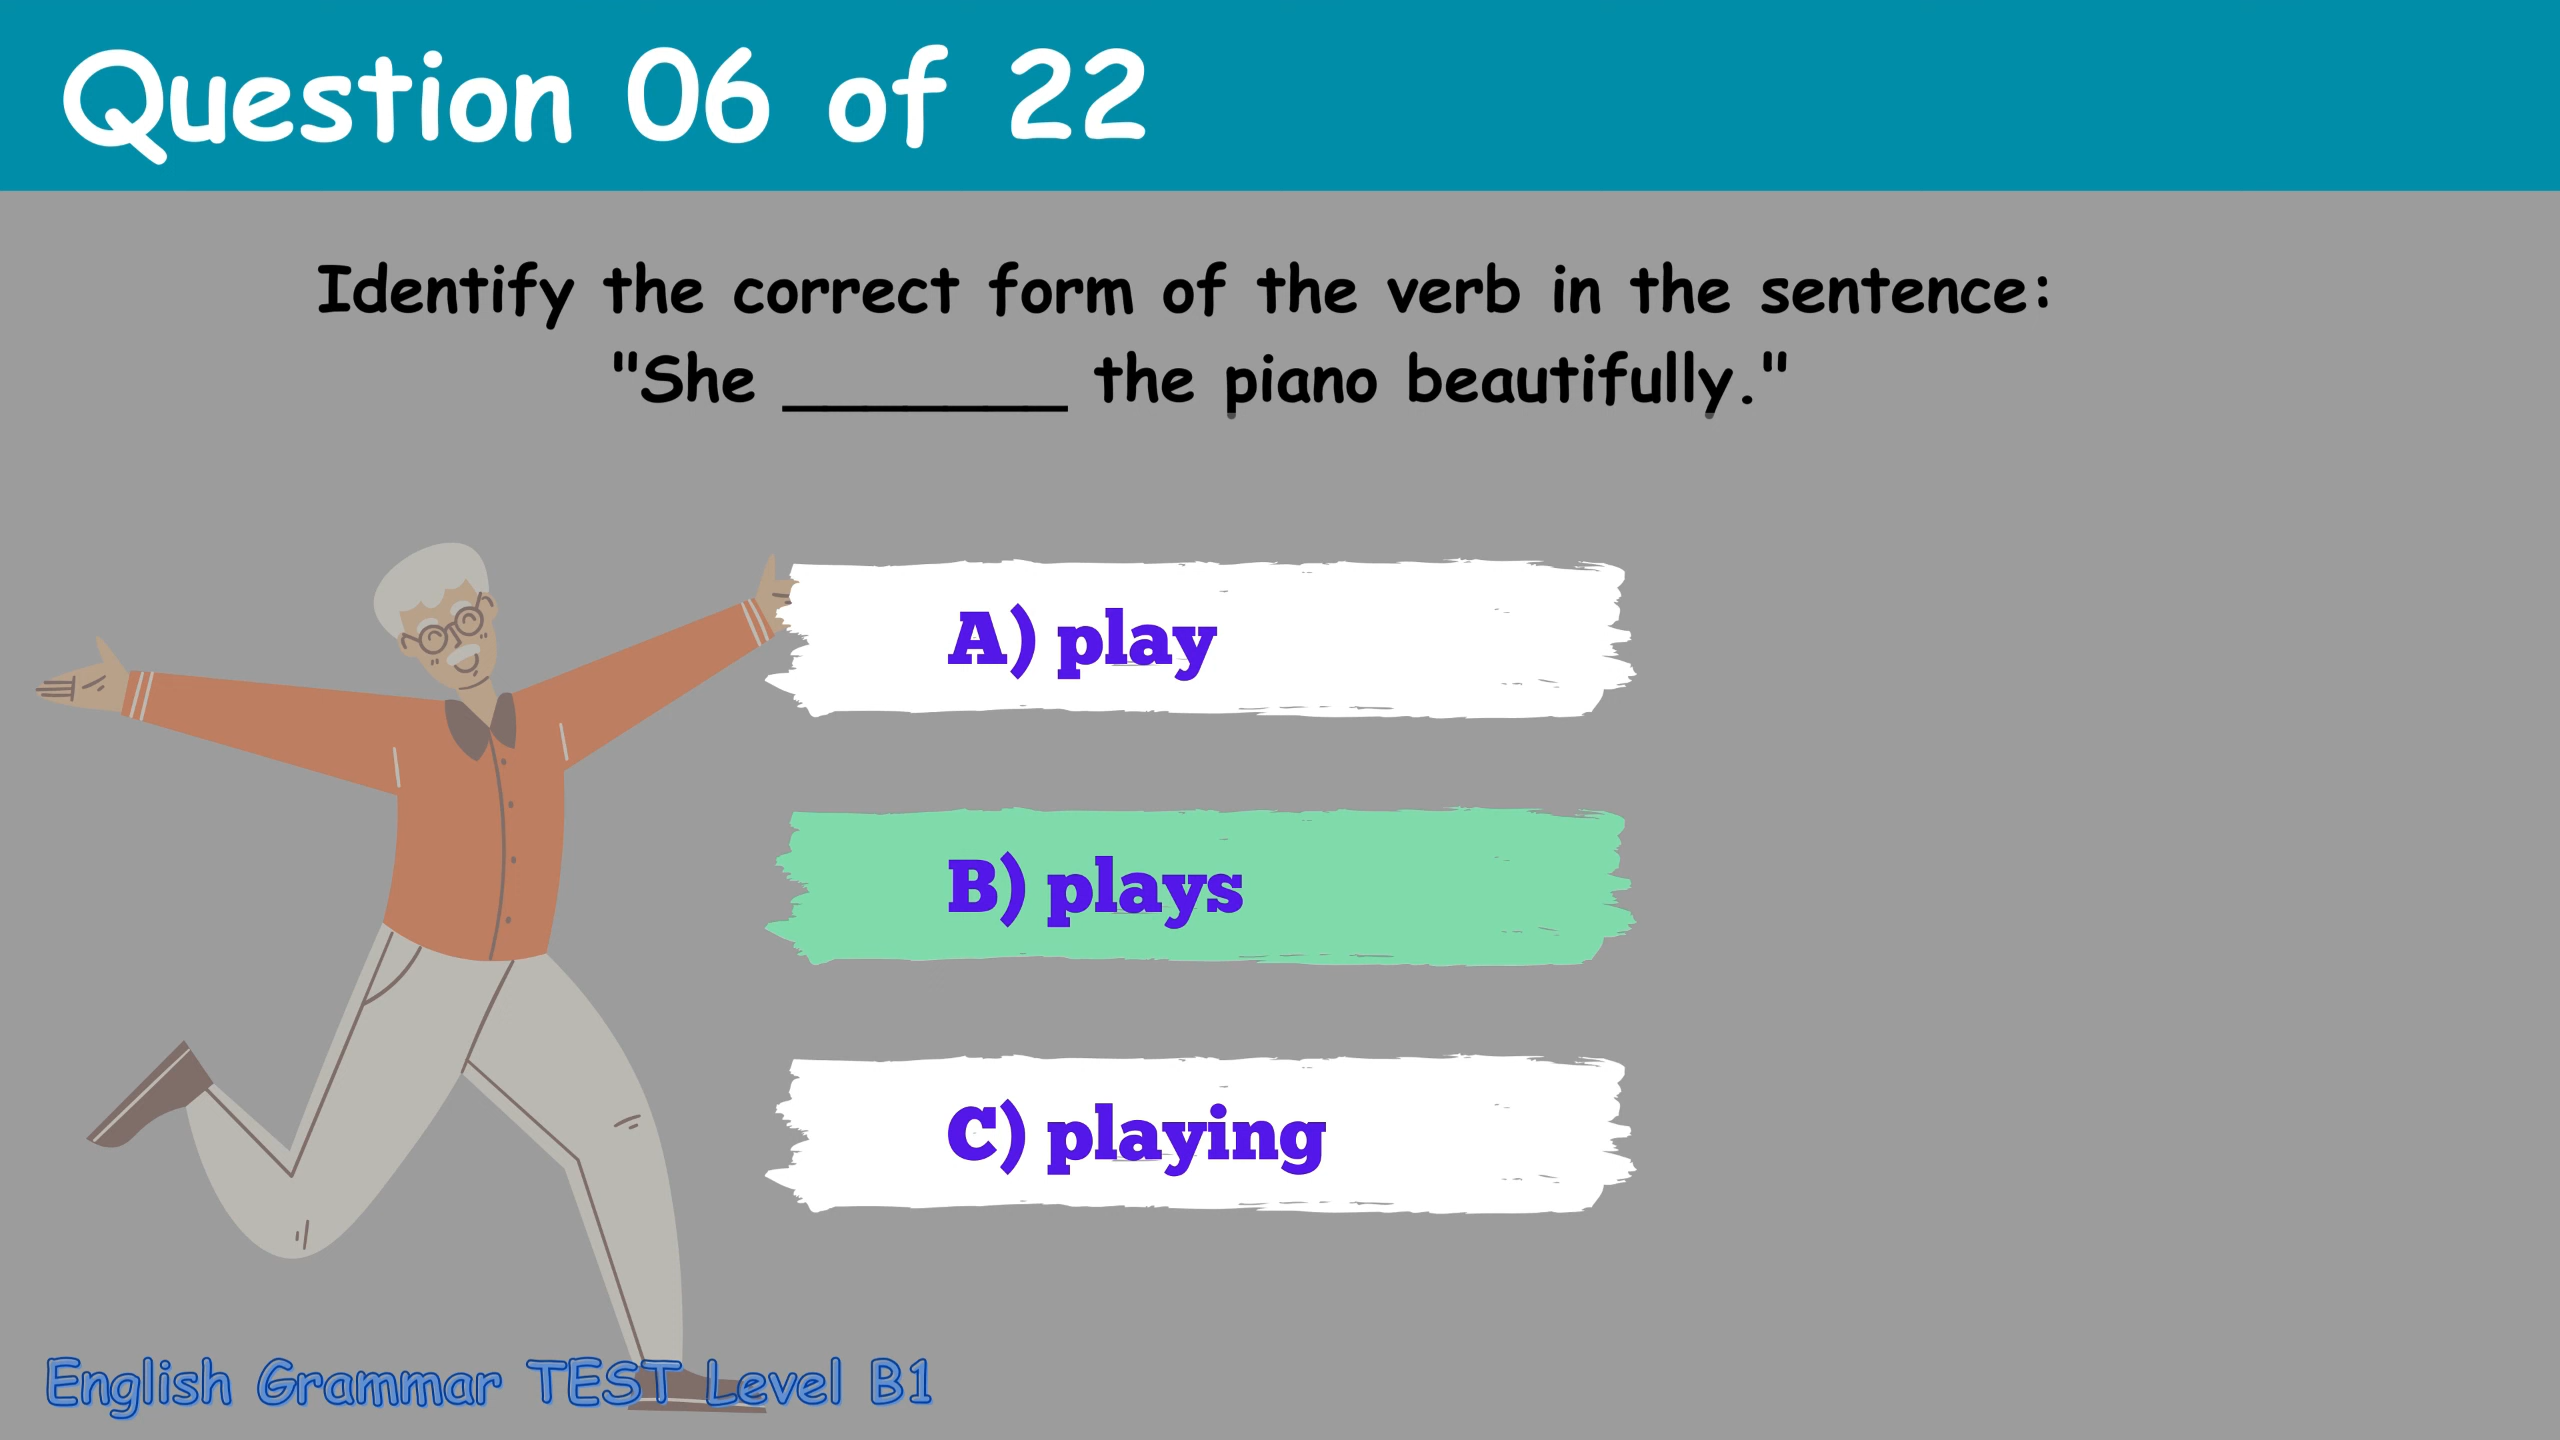 Question 06 of 22
Identify the correct form of the verb in the sentence:
"She _______ the piano beautifully."
A) play
B) plays
C) playing
English Grammar TEST Level B1